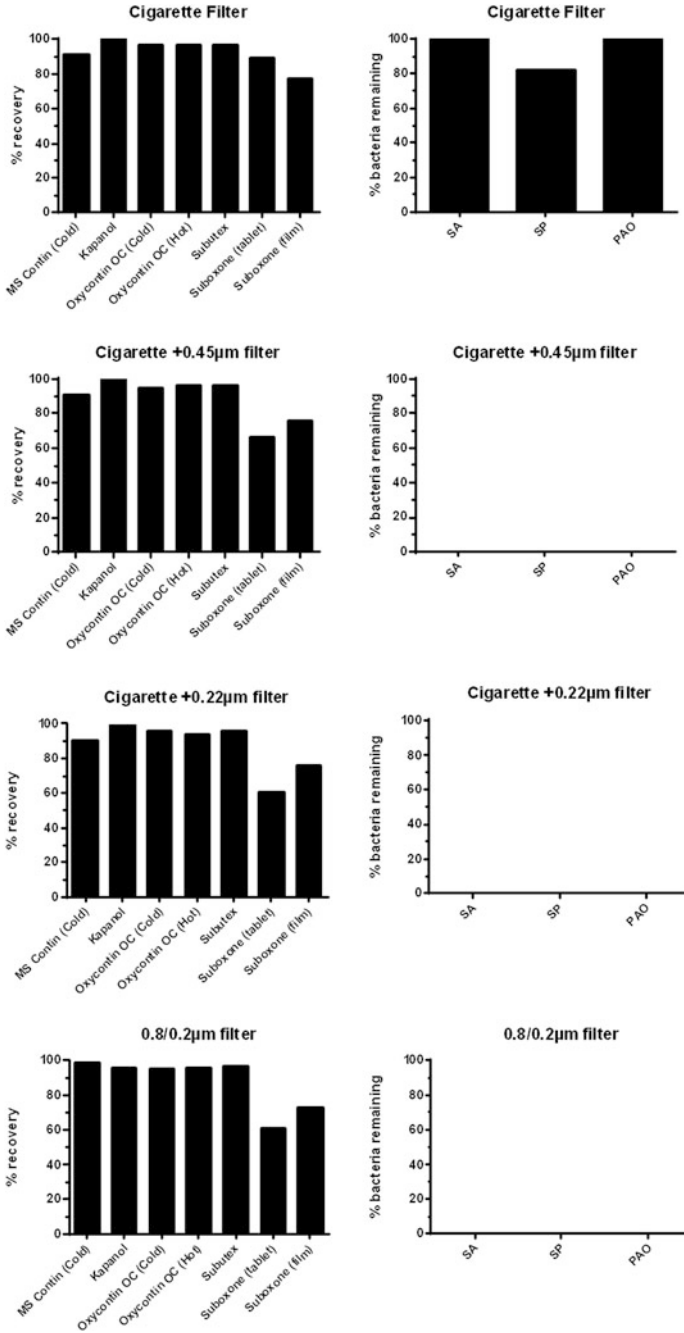 Cigarette Filter
% recovery
100
80
60
40
20
0
MS Contin (Cold)
Kapanol
Oxycontin OC (Cold)
Oxycontin OC (Hot)
Subutex
Suboxone (tablet)
Suboxone (film)
Cigarette Filter
% bacteria remaining
100
80
60
40
20
0
SA
SP
PAO
Cigarette +0.45µm filter
% recovery
100
80
60
40
20
0
MS Contin (Cold)
Kapanol
Oxycontin OC (Cold)
Oxycontin OC (Hot)
Subutex
Suboxone (tablet)
Suboxone (film)
Cigarette +0.45µm filter
% bacteria remaining
100
80
60
40
20
0
SA
SP
PAO
Cigarette +0.22µm filter
% recovery
100
80
60
40
20
0
MS Contin (Cold)
Kapanol
Oxycontin OC (Cold)
Oxycontin OC (Hot)
Subutex
Suboxone (tablet)
Suboxone (film)
Cigarette +0.22µm filter
% bacteria remaining
100
80
60
40
20
0
SA
SP
PAO
0.8/0.2µm filter
% recovery
100
80
60
40
20
0
MS Contin (Cold)
Kapanol
Oxycontin OC (Cold)
Oxycontin OC (Hot)
Subutex
Suboxone (tablet)
Suboxone (film)
0.8/0.2µm filter
% bacteria remaining
100
80
60
40
20
0
SA
SP
PAO